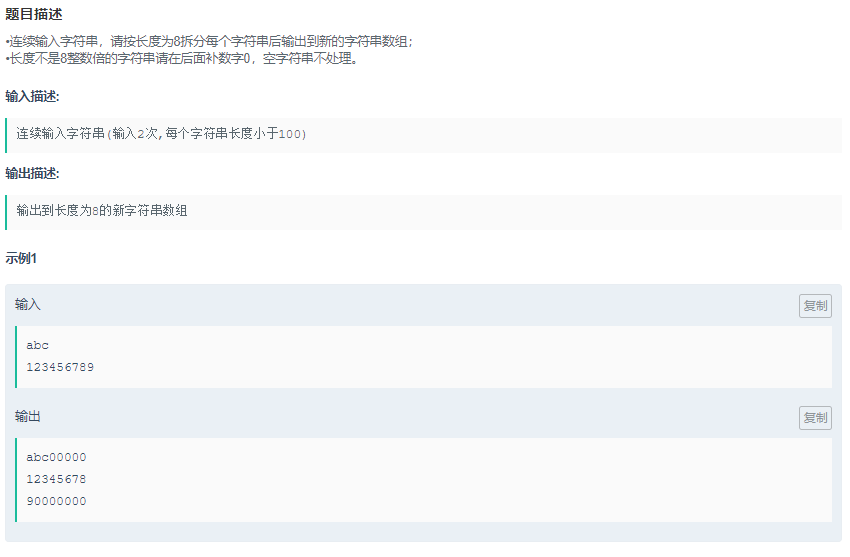 题目描述
•连续输入字符串，请按长度为8拆分每个字符串后输出到新的字符串数组；
•长度不是8整数倍的字符串请在后面补数字0，空字符串不处理。
输入描述:
连续输入字符串(输入2次,每个字符串长度小于100)
输出描述:
输出到长度为8的新字符串数组
示例1
输入
复制
abc
123456789
输出
复制
abc00000
12345678
90000000